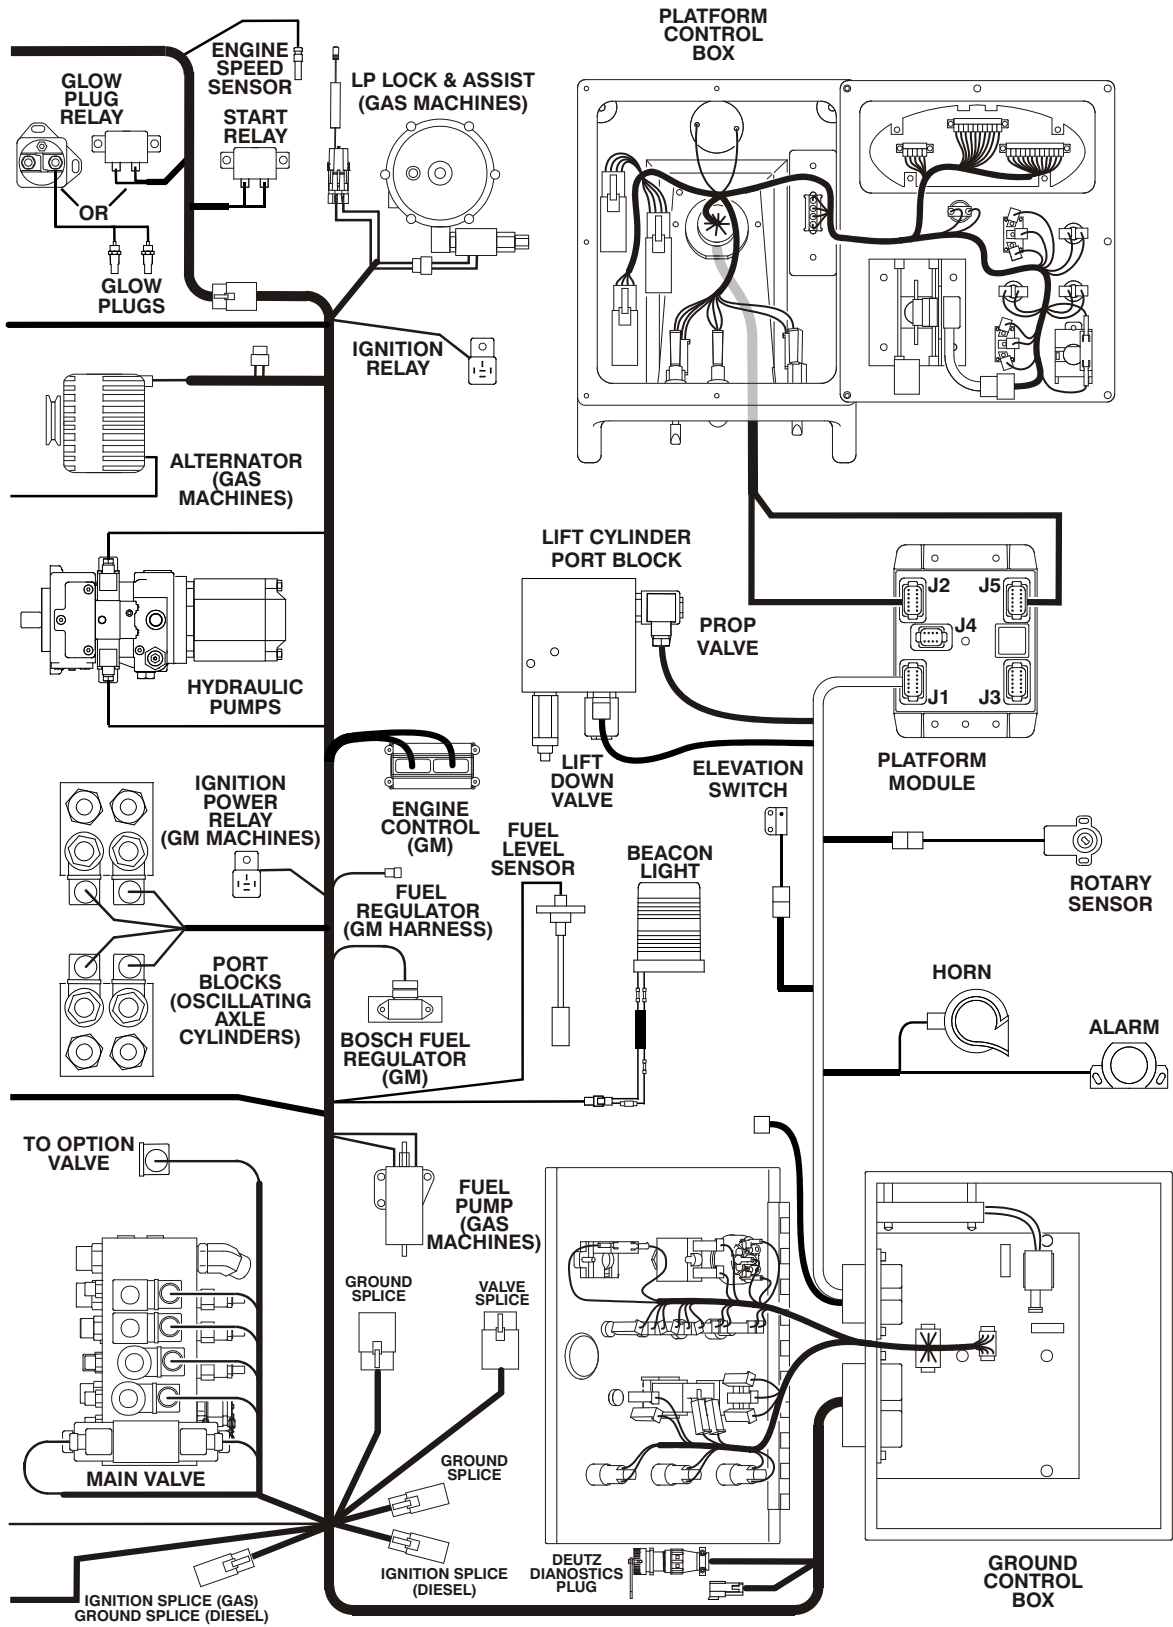 PLATFORM
CONTROL
BOX
ENGINE
SPEED
SENSOR
GLOW
PLUG
RELAY
START
RELAY
LP LOCK & ASSIST
(GAS MACHINES)
OR
GLOW
PLUGS
IGNITION
RELAY
ALTERNATOR
(GAS
MACHINES)
LIFT CYLINDER
PORT BLOCK
J2
J5
J4
J1
J3
PROP
VALVE
HYDRAULIC
PUMPS
PLATFORM
MODULE
LIFT
DOWN
VALVE
ELEVATION
SWITCH
IGNITION
POWER
RELAY
(GM MACHINES)
ENGINE
CONTROL
(GM)
FUEL
LEVEL
SENSOR
BEACON
LIGHT
ROTARY
SENSOR
FUEL
REGULATOR
(GM HARNESS)
PORT
BLOCKS
(OSCILLATING
AXLE
CYLINDERS)
HORN
ALARM
BOSCH FUEL
REGULATOR
(GM)
TO OPTION
VALVE
FUEL
PUMP
(GAS
MACHINES)
GROUND
SPLICE
VALVE
SPLICE
MAIN VALVE
GROUND
SPLICE
IGNITION SPLICE
(DIESEL)
DEUTZ
DIANOSTICS
PLUG
GROUND
CONTROL
BOX
IGNITION SPLICE (GAS)
GROUND SPLICE (DIESEL)